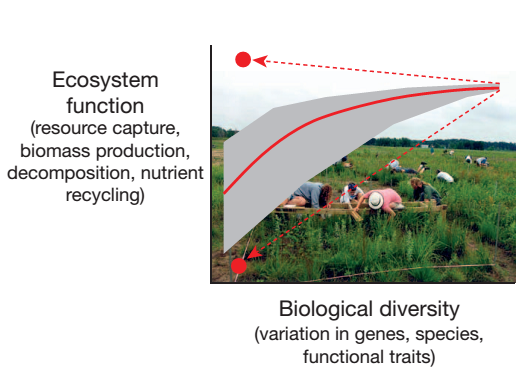 Ecosystem
function
(resource capture,
biomass production,
decomposition, nutrient
recycling)
Biological diversity
(variation in genes, species,
functional traits)